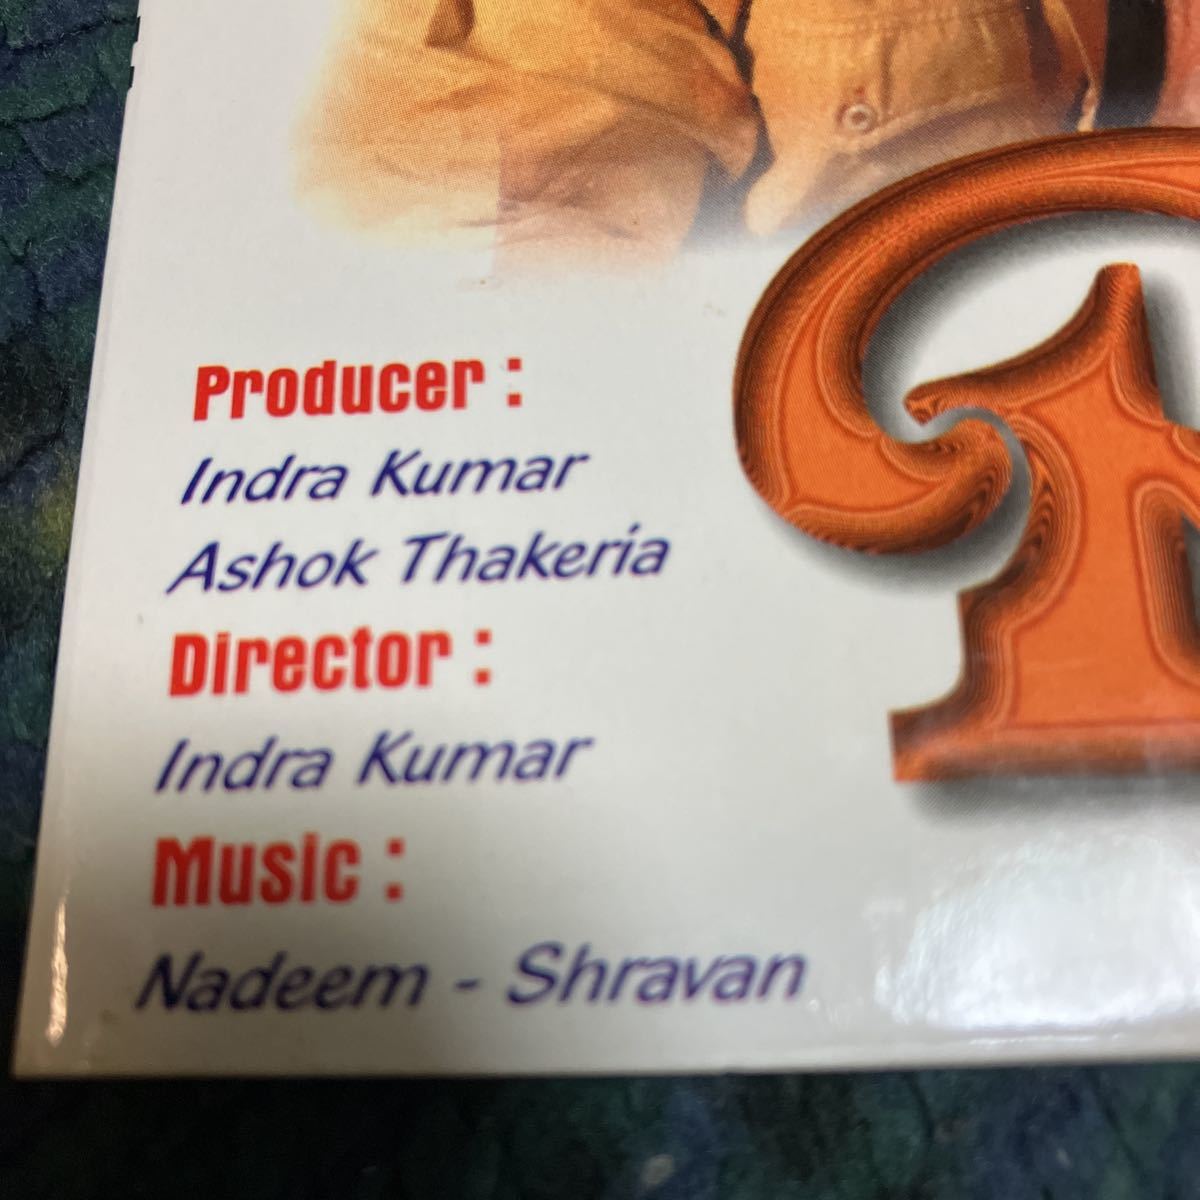 Producer :
Indra Kumar
Ashok Thakeria
Director :
Indra Kumar
Music :
Nadeem - Shravan